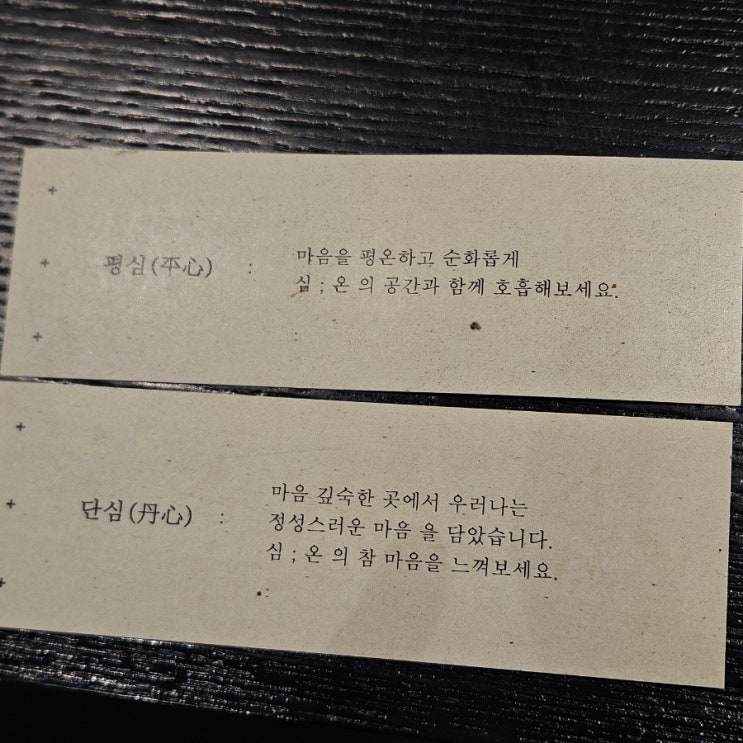 평심(平心) : 마음을 평온하고 순화롭게
심 ; 온 의 공간과 함께 호흡해보세요.
단심(丹心) : 마음 깊숙한 곳에서 우러나는
정성스러운 마음 을 담았습니다.
심 ; 온 의 참 마음을 느껴보세요.